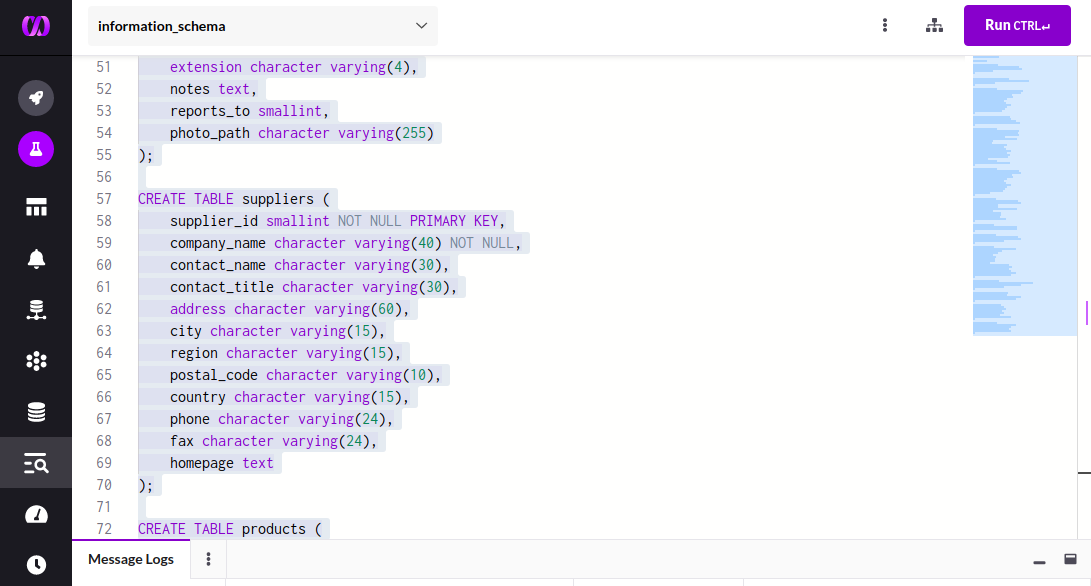 information_schema
Run CTRL↵
51 extension character varying(4),
52 notes text,
53 reports_to smallint,
54 photo_path character varying(255)
55 );
56
57 CREATE TABLE suppliers (
58 supplier_id smallint NOT NULL PRIMARY KEY,
59 company_name character varying(40) NOT NULL,
60 contact_name character varying(30),
61 contact_title character varying(30),
62 address character varying(60),
63 city character varying(15),
64 region character varying(15),
65 postal_code character varying(10),
66 country character varying(15),
67 phone character varying(24),
68 fax character varying(24),
69 homepage text
70 );
71
72 CREATE TABLE products (
Message Logs